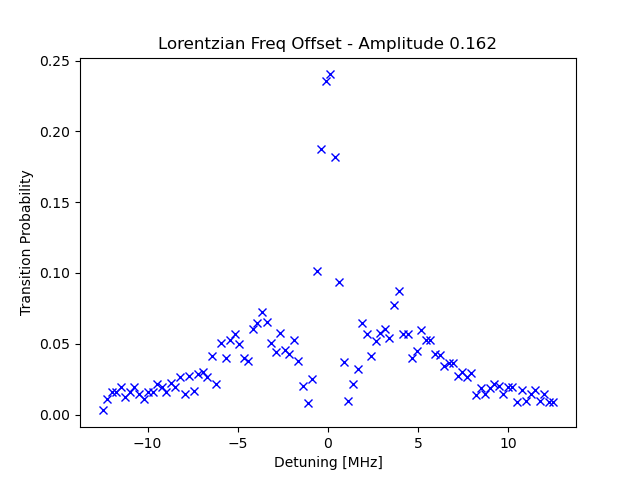 Lorentzian Freq Offset - Amplitude 0.162
0.25
0.20
0.15
0.10
0.05
0.00
Transition Probability
−10 −5 0 5 10
Detuning [MHz]